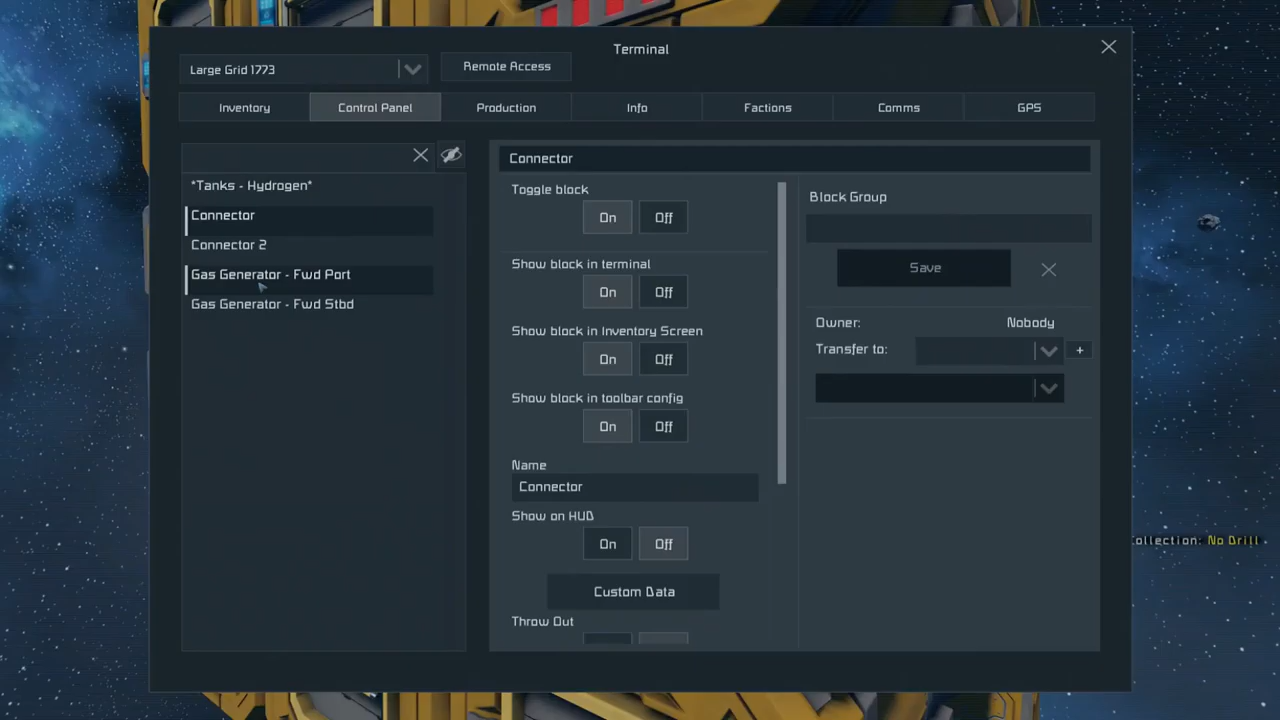 Terminal
Large Grid 1773
Remote Access
Inventory
Control Panel
Production
Info
Factions
Comms
GPS
*Tanks - Hydrogen*
Connector
Connector 2
Gas Generator - Fwd Port
Gas Generator - Fwd Stbd
Connector
Toggle block
On Off
Show block in terminal
On Off
Show block in Inventory Screen
On Off
Show block in toolbar config
On Off
Name
Connector
Show on HUD
On Off
Custom Data
Throw Out
Block Group
Save
Owner: Nobody
Transfer to:
+
ollection: No Drill